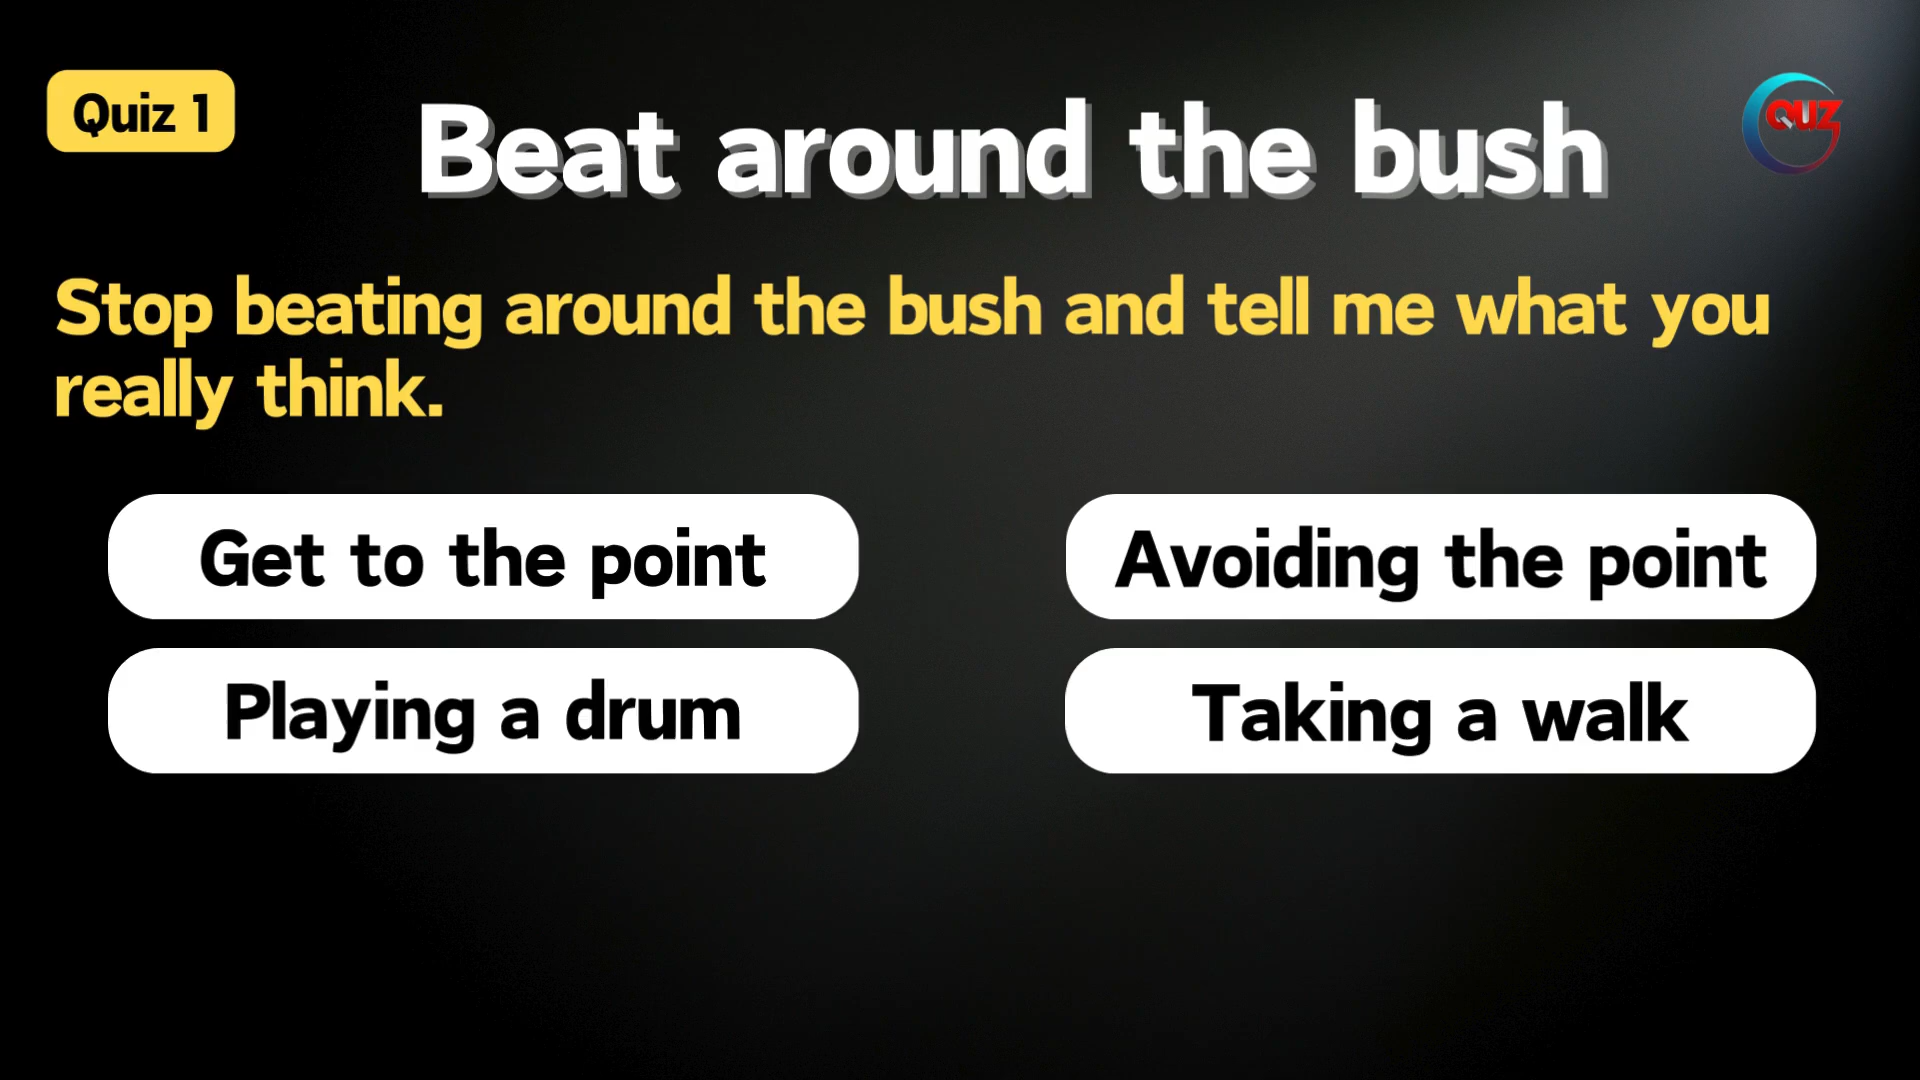 Quiz 1
Beat around the bush
QUZ
Stop beating around the bush and tell me what you
really think.
Get to the point
Avoiding the point
Playing a drum
Taking a walk